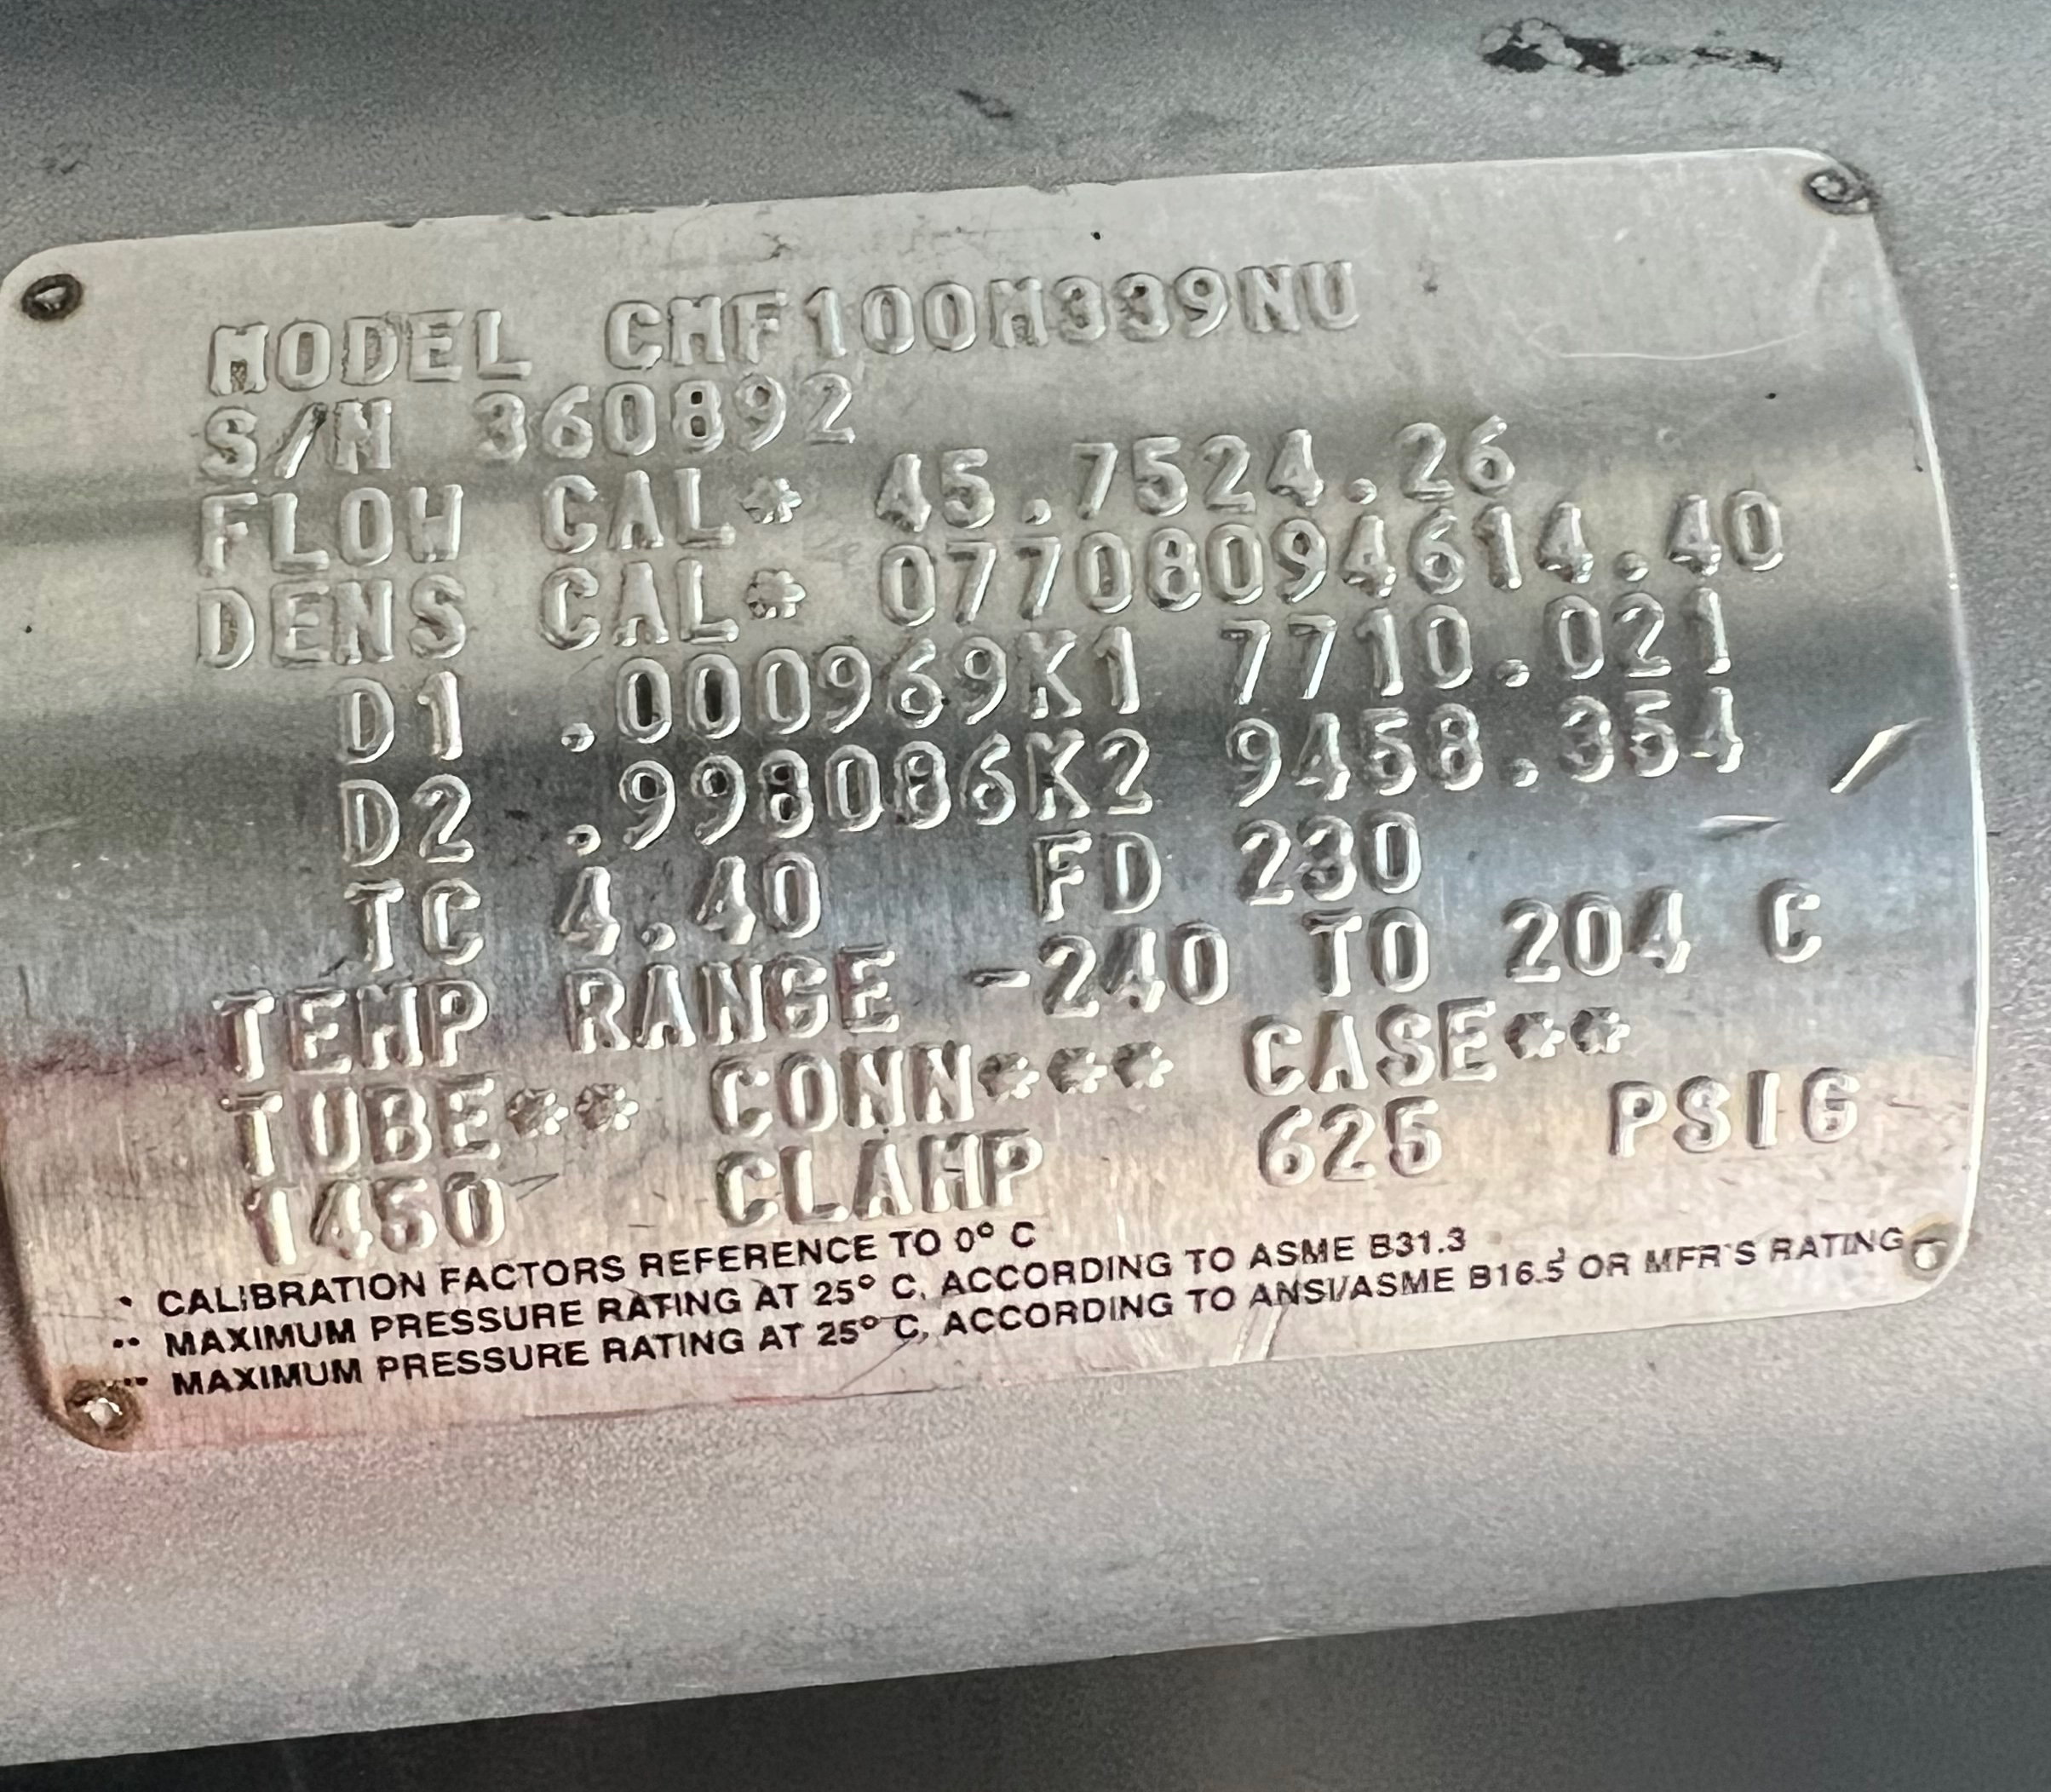 MODEL CMF100M339NU
S/N 360892
FLOW CAL* 45.7524.26
DENS CAL* 07708094614.40
D1 .000969K1 7710.021
D2 .998086K2 9458.354
TC 4.40 FD 230
TEMP RANGE -240 TO 204 C
TUBE** CONN*** CASE**
1450 CLAMP 625 PSIG
* CALIBRATION FACTORS REFERENCE TO 0° C
** MAXIMUM PRESSURE RATING AT 25° C, ACCORDING TO ASME B31.3
*** MAXIMUM PRESSURE RATING AT 25° C, ACCORDING TO ANSI/ASME B16.5 OR MFR'S RATING